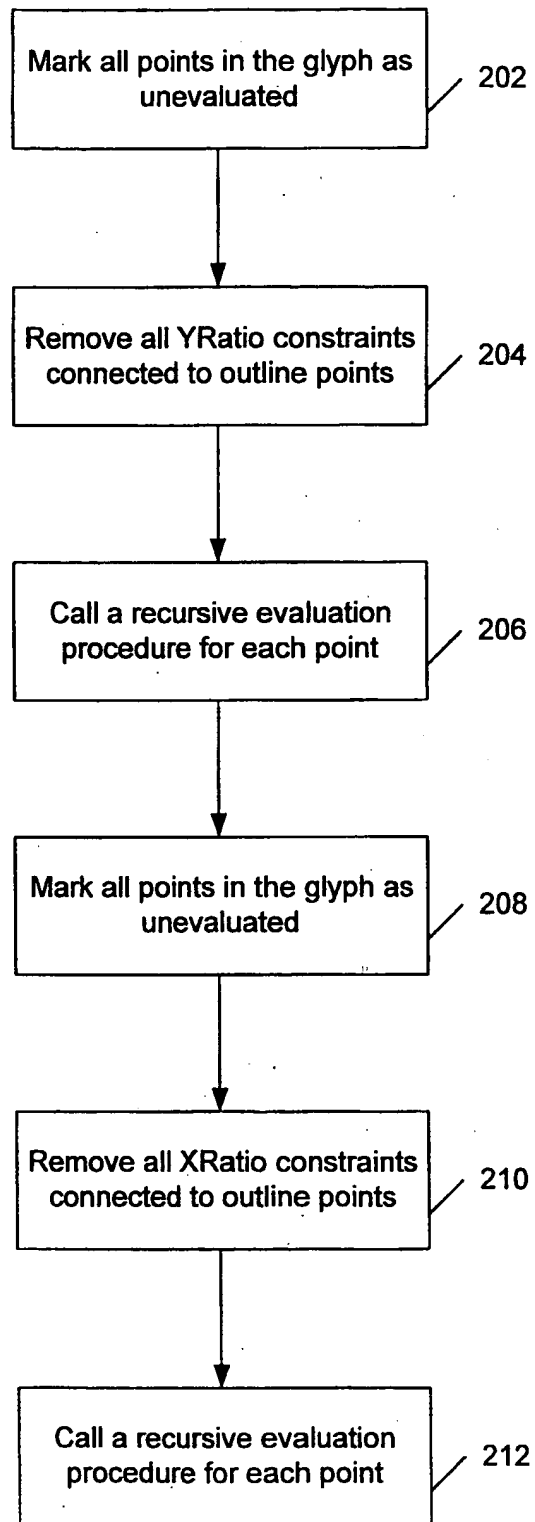 Mark all points in the glyph as
unevaluated
202
Remove all YRatio constraints
connected to outline points
204
Call a recursive evaluation
procedure for each point
206
Mark all points in the glyph as
unevaluated
208
Remove all XRatio constraints
connected to outline points
210
Call a recursive evaluation
procedure for each point
212